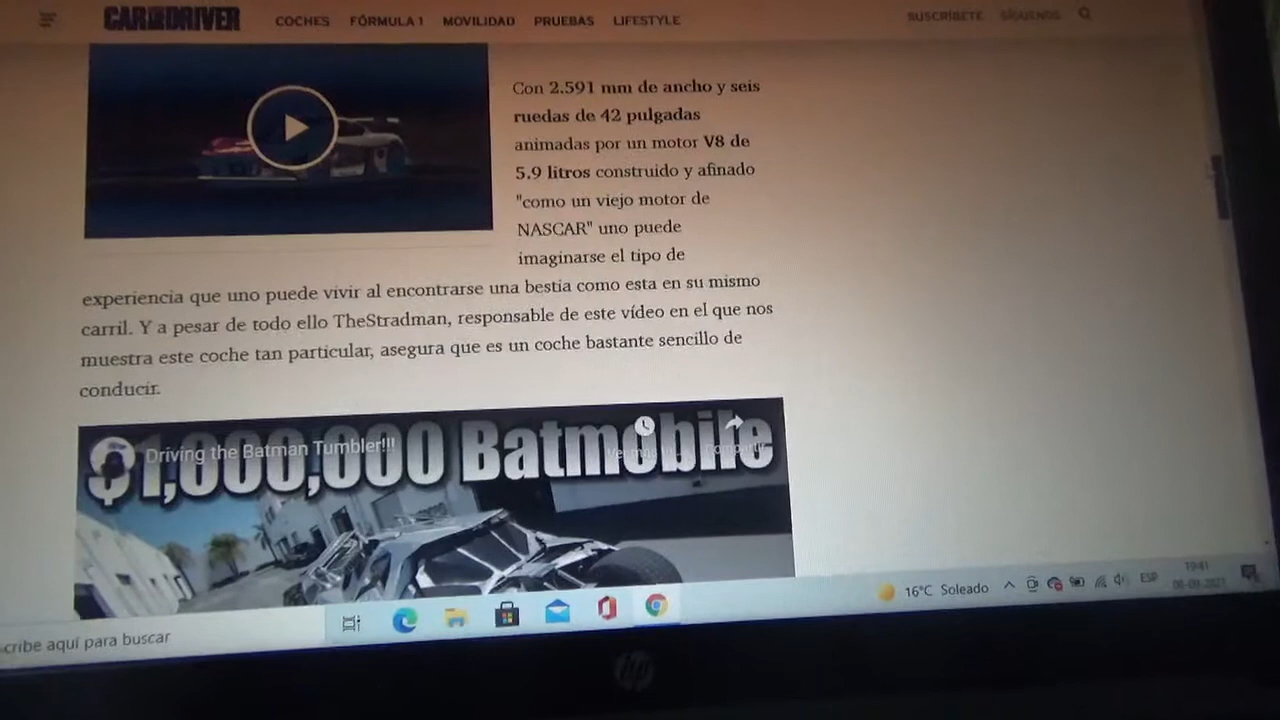 CAR AND DRIVER COCHES FÓRMULA 1 MOVILIDAD PRUEBAS LIFESTYLE SUSCRÍBETE SÍGUENOS
Con 2.591 mm de ancho y seis
ruedas de 42 pulgadas
animadas por un motor V8 de
5.9 litros construido y afinado
"como un viejo motor de
NASCAR" uno puede
imaginarse el tipo de
experiencia que uno puede vivir al encontrarse una bestia como esta en su mismo
carril. Y a pesar de todo ello TheStradman, responsable de este vídeo en el que nos
muestra este coche tan particular, asegura que es un coche bastante sencillo de
conducir.
$1,000,000 Batmobile
Driving the Batman Tumbler!!!
Compartir
16°C Soleado
ESP
19:41
cribe aquí para buscar
hp